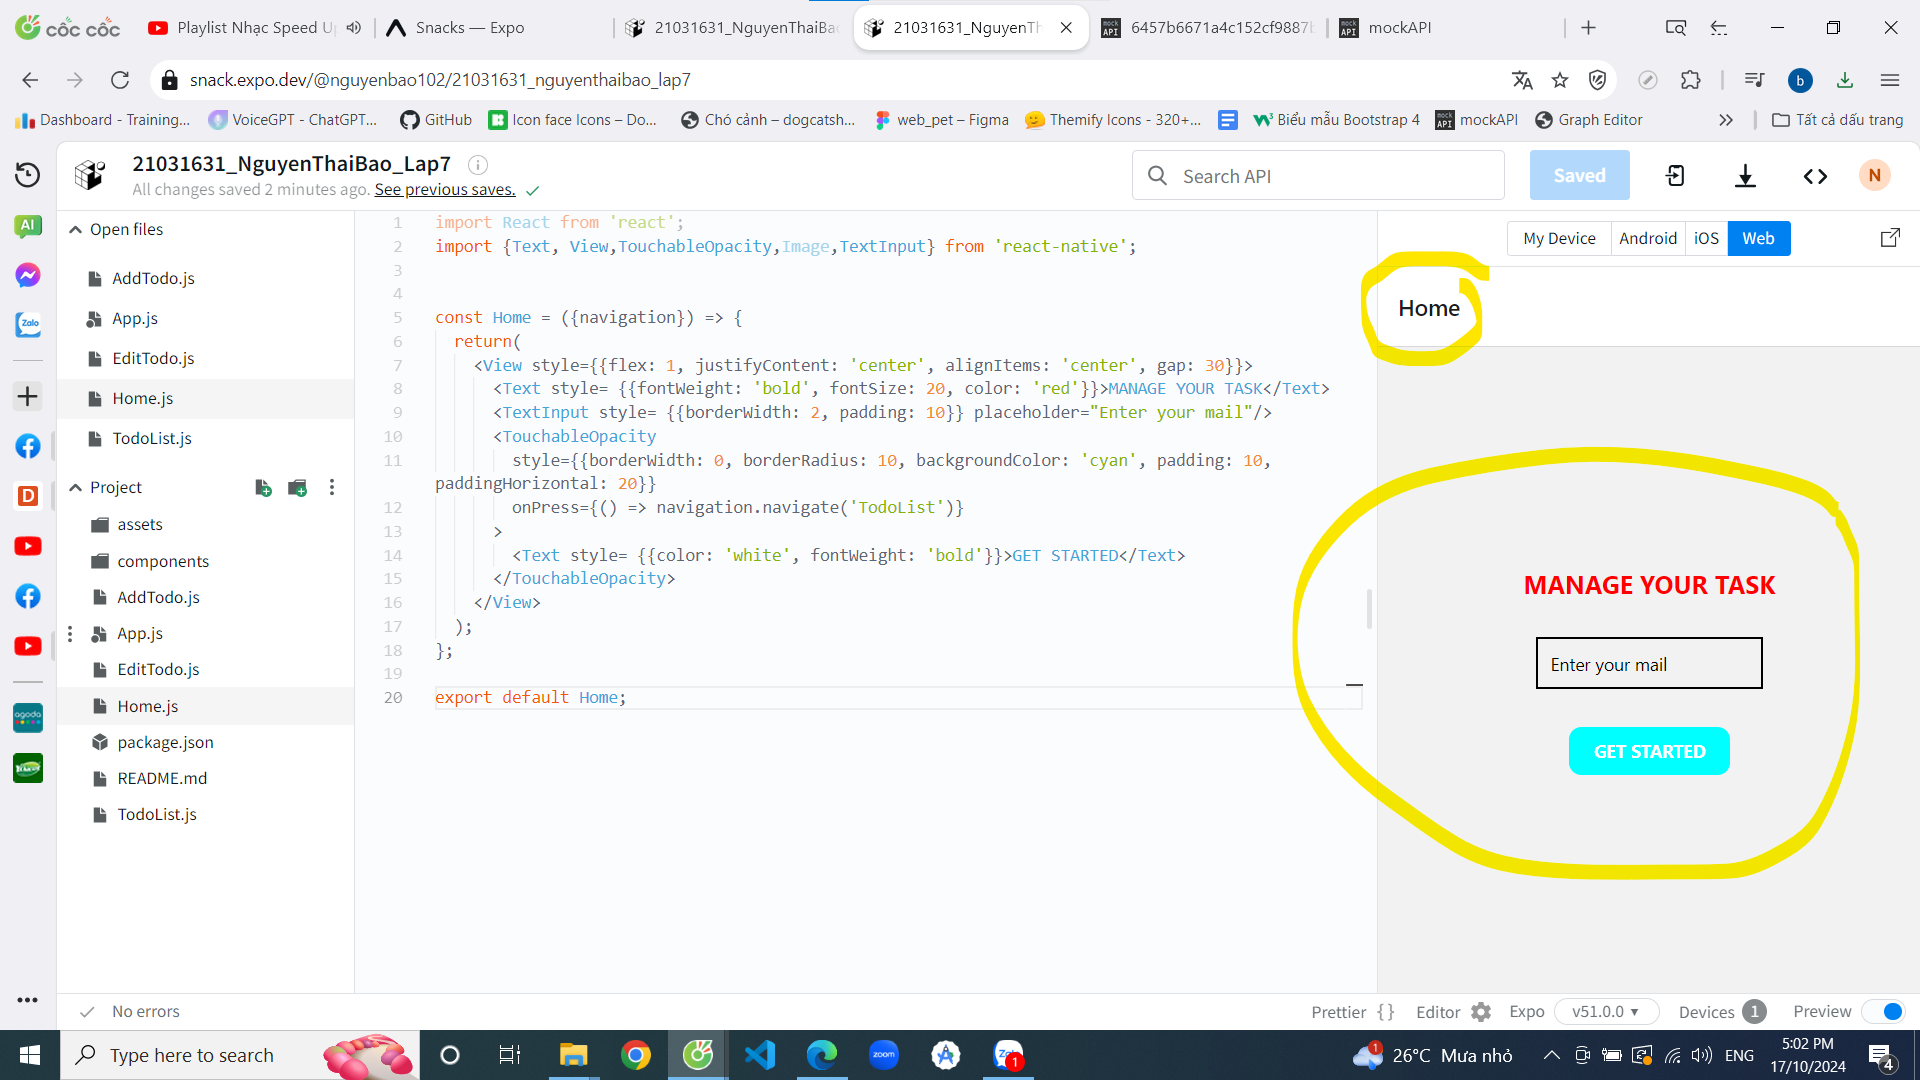 cốc cốc
Playlist Nhạc Speed U
Snacks — Expo
21031631_NguyenThaiBa
21031631_NguyenTh
6457b6671a4c152cf9887b
mockAPI
snack.expo.dev/@nguyenbao102/21031631_nguyenthaibao_lap7
b
Dashboard - Training...
VoiceGPT - ChatGPT...
GitHub
Icon face Icons – Do...
Chó cảnh – dogcatsh...
web_pet – Figma
Themify Icons - 320+...
Biểu mẫu Bootstrap 4
mockAPI
Graph Editor
Tất cả dấu trang
21031631_NguyenThaiBao_Lap7
All changes saved 2 minutes ago. See previous saves.
Search API
Saved
N
Open files
AddTodo.js
App.js
EditTodo.js
Home.js
TodoList.js
Project
assets
components
AddTodo.js
App.js
EditTodo.js
Home.js
package.json
README.md
TodoList.js
1 import React from 'react';
2 import {Text, View,TouchableOpacity,Image,TextInput} from 'react-native';
3
4
5 const Home = ({navigation}) => {
6 return(
7 <View style={{flex: 1, justifyContent: 'center', alignItems: 'center', gap: 30}}>
8 <Text style= {{fontWeight: 'bold', fontSize: 20, color: 'red'}}>MANAGE YOUR TASK</Text>
9 <TextInput style= {{borderWidth: 2, padding: 10}} placeholder="Enter your mail"/>
10 <TouchableOpacity
11 style={{borderWidth: 0, borderRadius: 10, backgroundColor: 'cyan', padding: 10,
paddingHorizontal: 20}}
12 onPress={() => navigation.navigate('TodoList')}
13 >
14 <Text style= {{color: 'white', fontWeight: 'bold'}}>GET STARTED</Text>
15 </TouchableOpacity>
16 </View>
17 );
18 };
19
20 export default Home;
My Device
Android
iOS
Web
Home
MANAGE YOUR TASK
Enter your mail
GET STARTED
AI
Zalo
D
agoda
No errors
Prettier { }
Editor
Expo
v51.0.0
Devices 1
Preview
Type here to search
zoom
1
1
26°C Mưa nhỏ
ENG
5:02 PM
17/10/2024
4